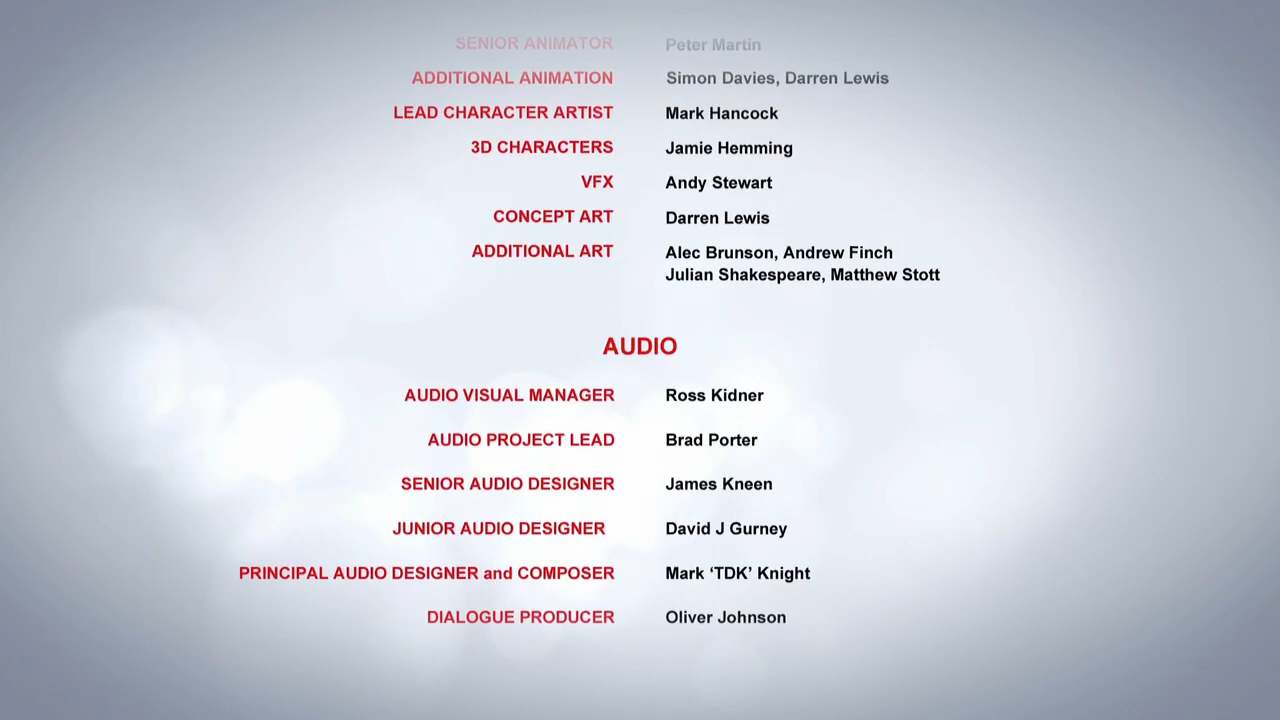 SENIOR ANIMATOR Peter Martin
ADDITIONAL ANIMATION Simon Davies, Darren Lewis
LEAD CHARACTER ARTIST Mark Hancock
3D CHARACTERS Jamie Hemming
VFX Andy Stewart
CONCEPT ART Darren Lewis
ADDITIONAL ART Alec Brunson, Andrew Finch
Julian Shakespeare, Matthew Stott
AUDIO
AUDIO VISUAL MANAGER Ross Kidner
AUDIO PROJECT LEAD Brad Porter
SENIOR AUDIO DESIGNER James Kneen
JUNIOR AUDIO DESIGNER David J Gurney
PRINCIPAL AUDIO DESIGNER and COMPOSER Mark ‘TDK’ Knight
DIALOGUE PRODUCER Oliver Johnson